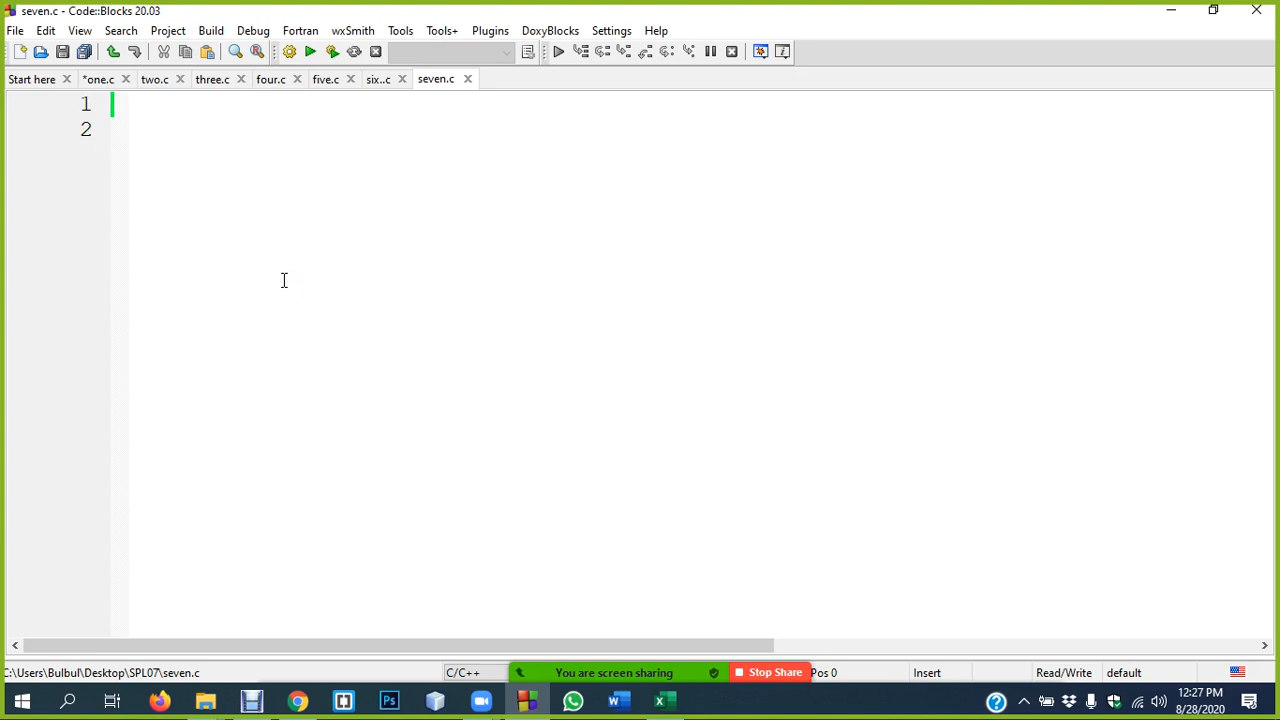 seven.c - Code::Blocks 20.03
File Edit View Search Project Build Debug Fortran wxSmith Tools Tools+ Plugins DoxyBlocks Settings Help
Start here *one.c two.c three.c four.c five.c six..c seven.c
1
2
C:\Users\Bulbul\Desktop\SPL07\seven.c C/C++ You are screen sharing Stop Share Pos 0 Insert Read/Write default
12:27 PM
8/28/2020